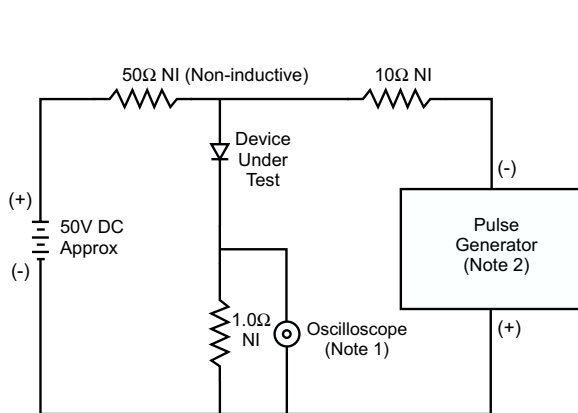 50Ω NI (Non-inductive)
10Ω NI
Device
Under
Test
(-)
(+)
50V DC
Approx
(-)
Pulse
Generator
(Note 2)
1.0Ω
NI
Oscilloscope
(Note 1)
(+)